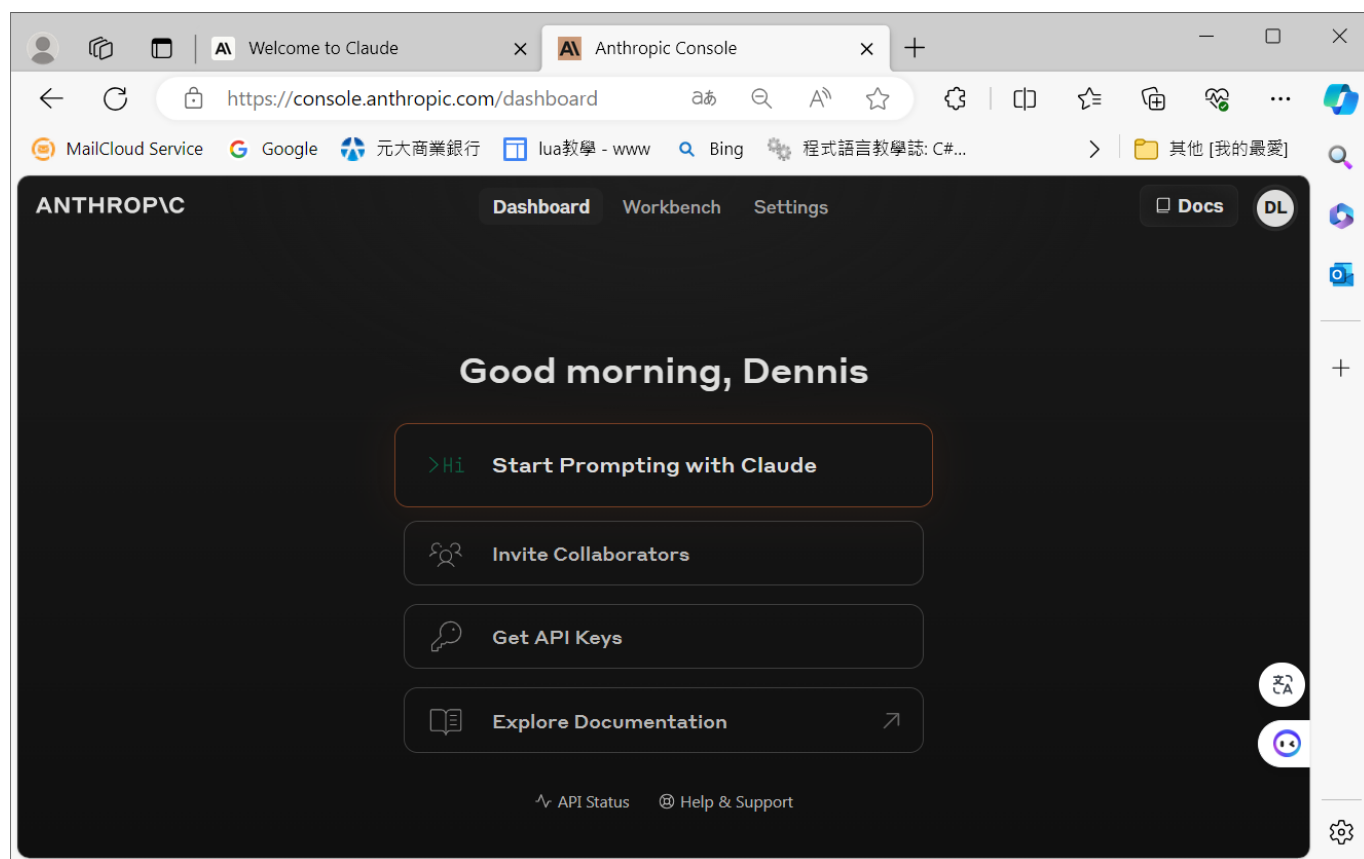 Welcome to Claude
Anthropic Console
https://console.anthropic.com/dashboard
MailCloud Service
Google
元大商業銀行
lua教學 - www
Bing
程式語言教學誌: C#...
其他 [我的最愛]
ANTHROP\C
Dashboard
Workbench
Settings
Docs
DL
Good morning, Dennis
>Hi
Start Prompting with Claude
Invite Collaborators
Get API Keys
Explore Documentation
API Status
Help & Support